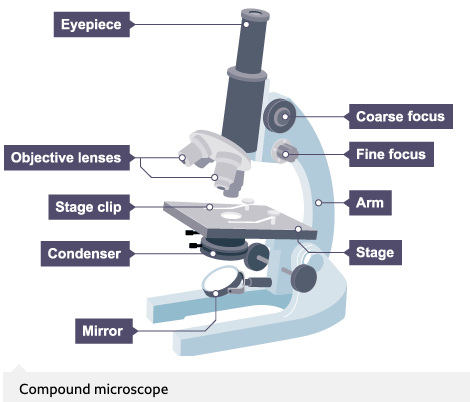 Eyepiece
Coarse focus
Objective lenses
Fine focus
Stage clip
Arm
Condenser
Stage
Mirror
Compound microscope